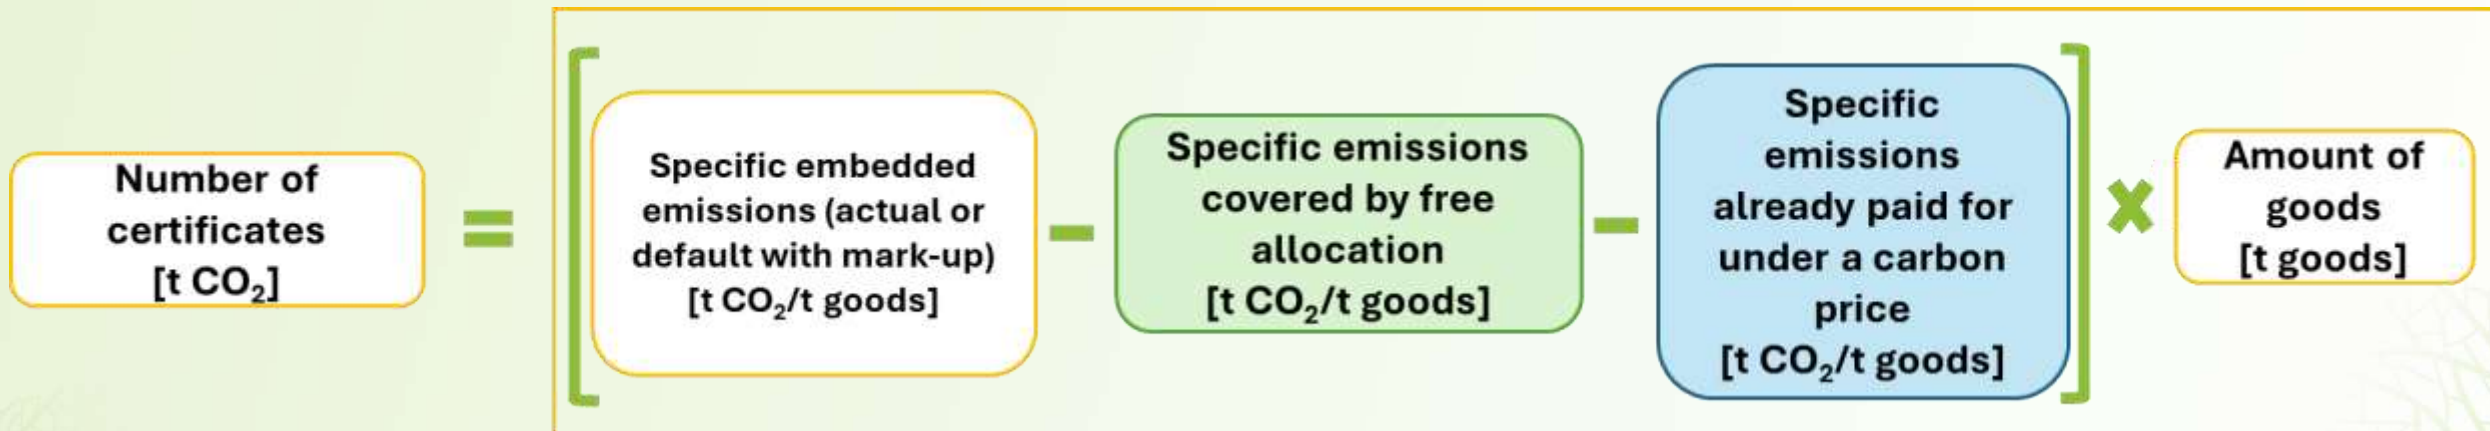 Number of
certificates
[t CO₂]
=
[
Specific embedded
emissions (actual or
default with mark-up)
[t CO₂/t goods]
−
Specific emissions
covered by free
allocation
[t CO₂/t goods]
−
Specific
emissions
already paid for
under a carbon
price
[t CO₂/t goods]
]
×
Amount of
goods
[t goods]